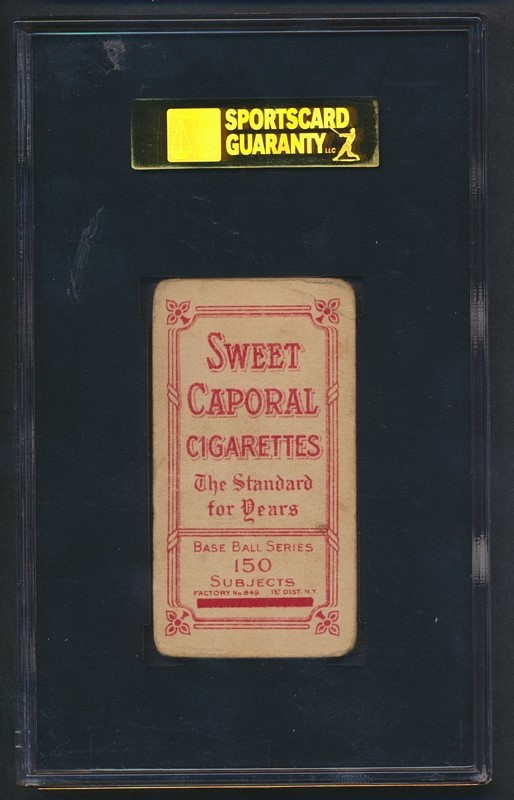 SPORTSCARD
GUARANTY LLC
SWEET
CAPORAL
CIGARETTES
The Standard
for Years
BASE BALL SERIES
150
SUBJECTS
FACTORY No. 649. 1ST DIST. N.Y.